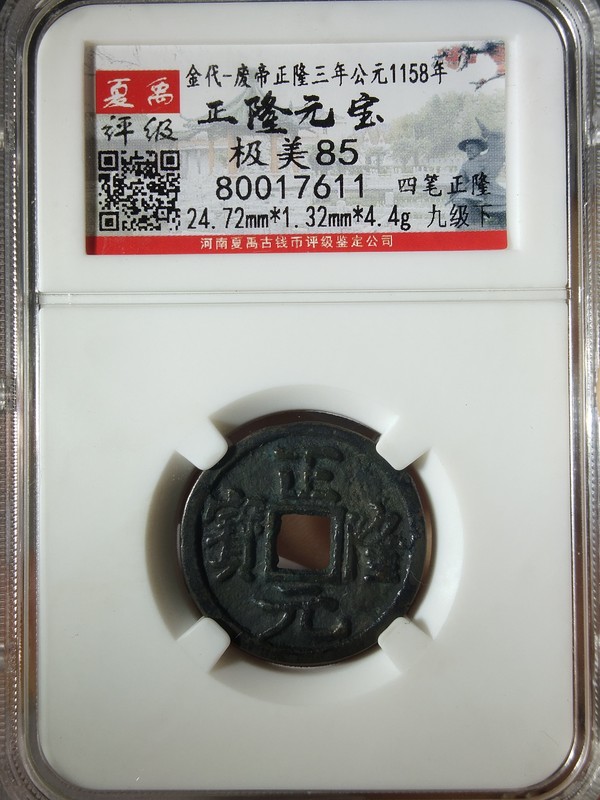 夏禹
评级
金代-废帝正隆三年公元1158年
正隆元宝
极美85
80017611 四笔正隆
24.72mm*1.32mm*4.4g 九级下
河南夏禹古钱币评级鉴定公司
正隆元寳